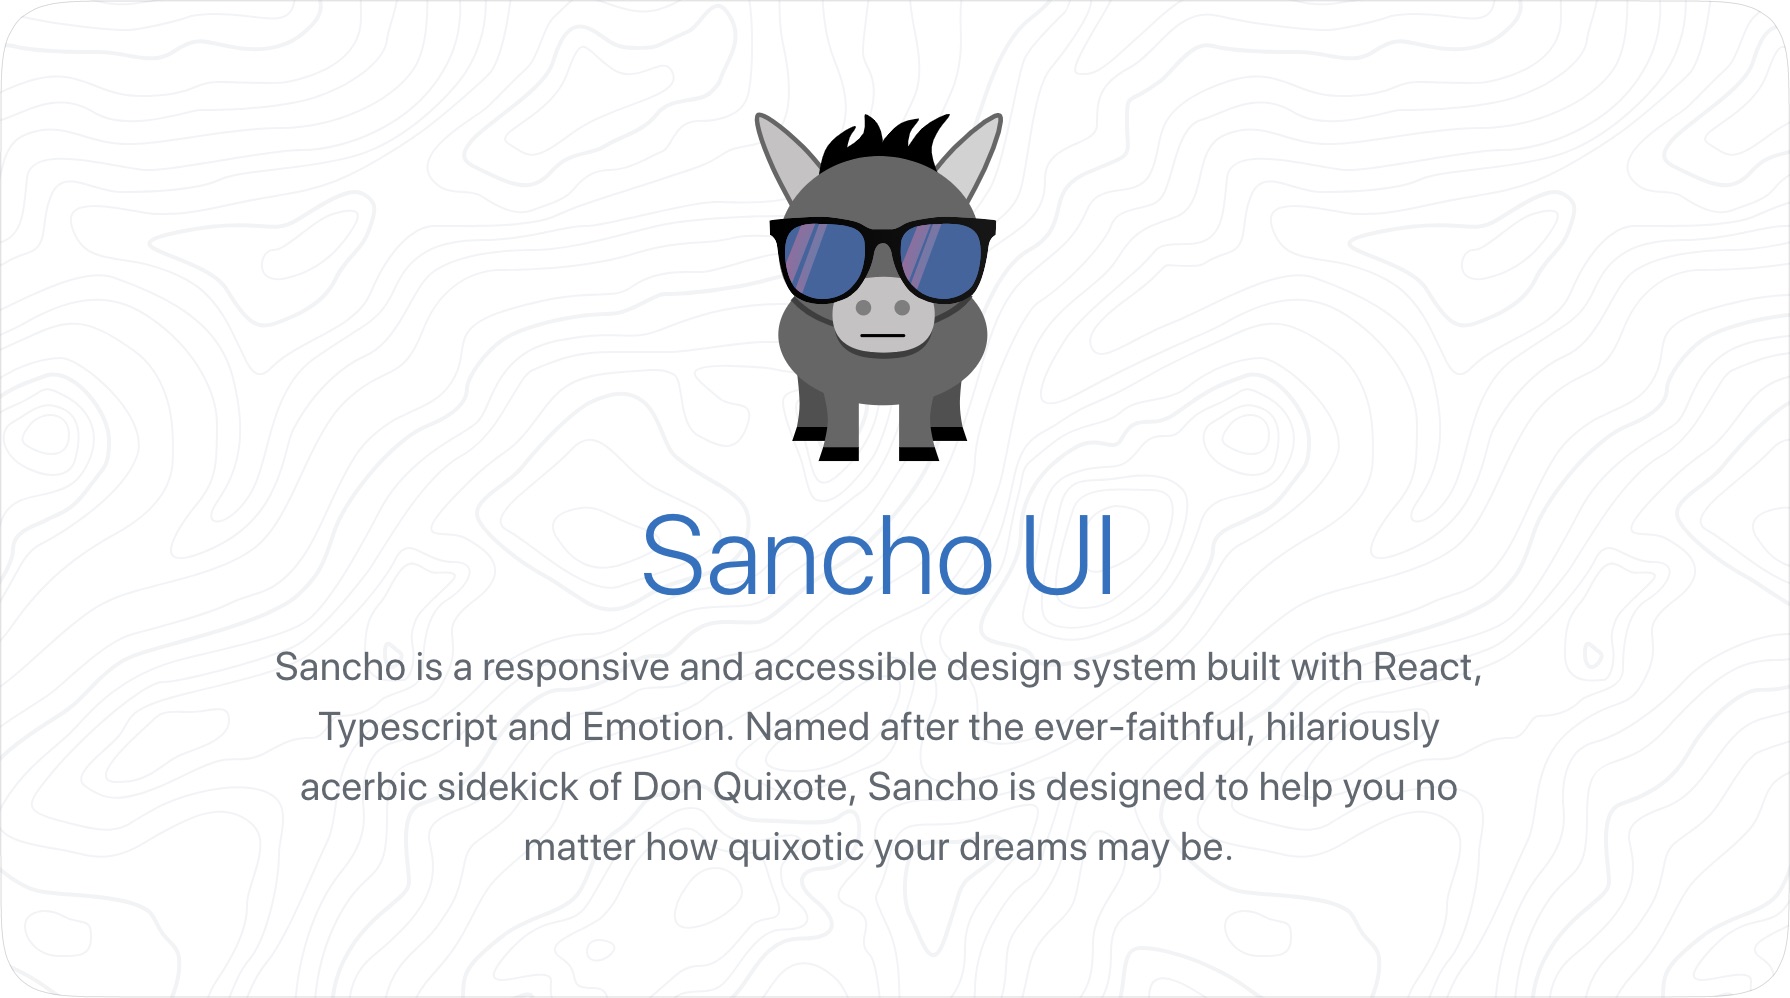 Sancho UI
Sancho is a responsive and accessible design system built with React,
Typescript and Emotion. Named after the ever-faithful, hilariously
acerbic sidekick of Don Quixote, Sancho is designed to help you no
matter how quixotic your dreams may be.